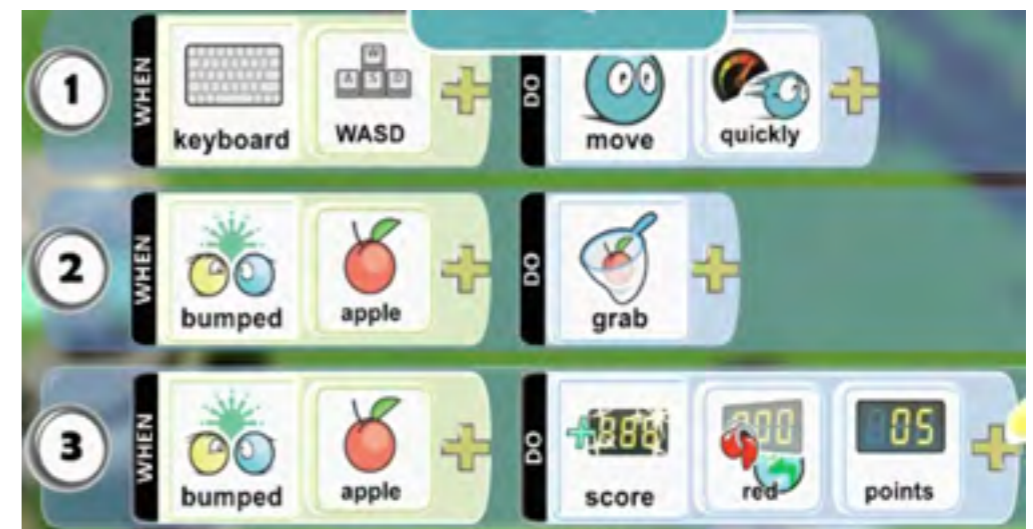 1
WHEN
keyboard
W
A S D
WASD
DO
move
quickly
2
WHEN
bumped
apple
DO
grab
3
WHEN
bumped
apple
DO
score
red
05
points